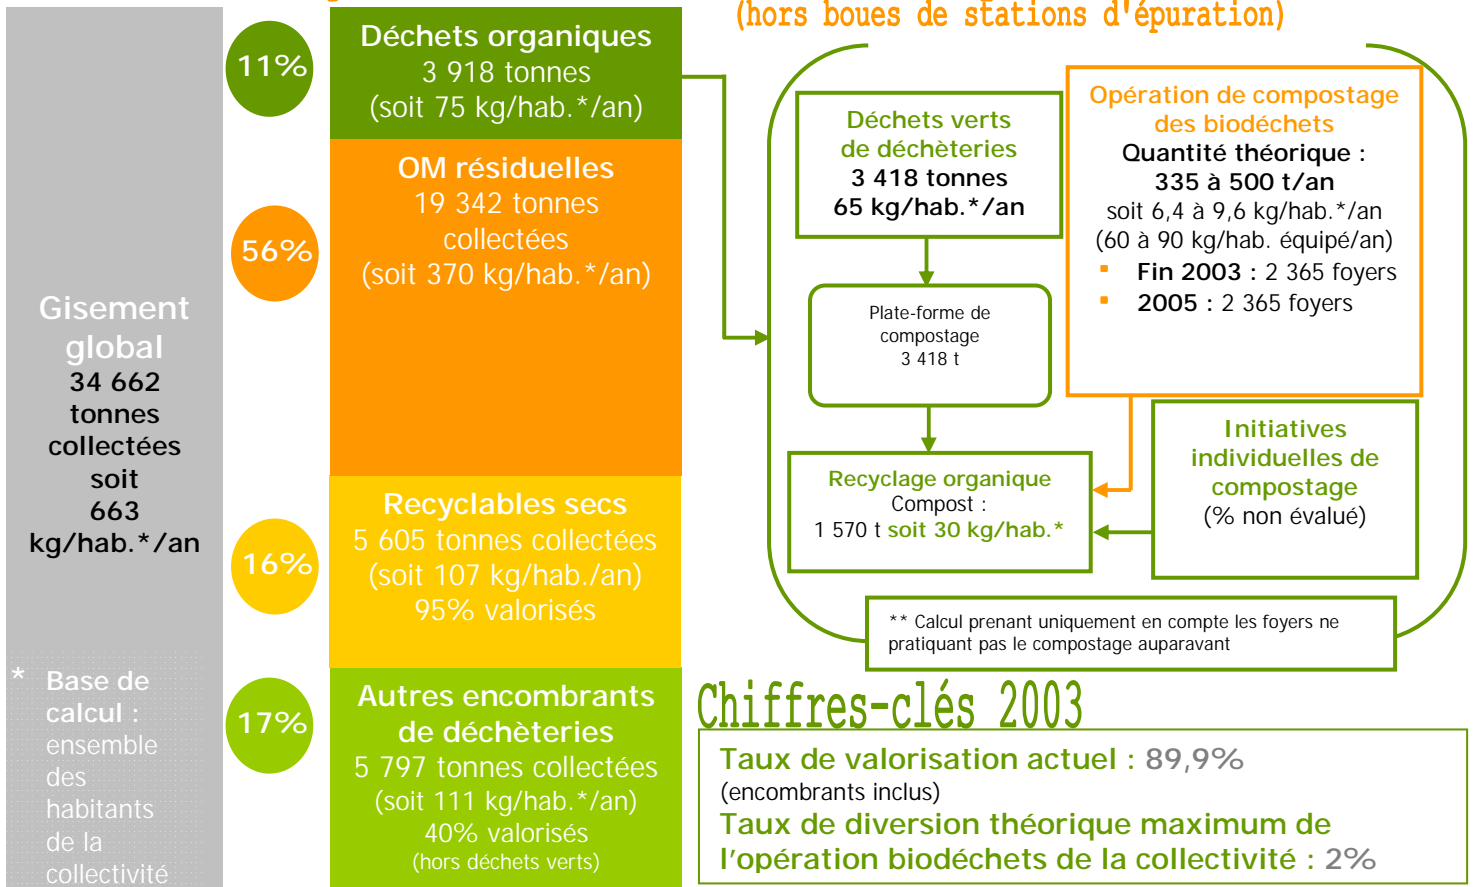 (hors boues de stations d'épuration)
Gisement
global
34 662
tonnes
collectées
soit
663
kg/hab.*/an
* Base de
calcul :
ensemble
des
habitants
de la
collectivité
11%
Déchets organiques
3 918 tonnes
(soit 75 kg/hab.*/an)
56%
OM résiduelles
19 342 tonnes
collectées
(soit 370 kg/hab.*/an)
16%
Recyclables secs
5 605 tonnes collectées
(soit 107 kg/hab./an)
95% valorisés
17%
Autres encombrants
de déchèteries
5 797 tonnes collectées
(soit 111 kg/hab.*/an)
40% valorisés
(hors déchets verts)
Déchets verts
de déchèteries
3 418 tonnes
65 kg/hab.*/an
Plate-forme de
compostage
3 418 t
Recyclage organique
Compost :
1 570 t soit 30 kg/hab.*
Opération de compostage
des biodéchets
Quantité théorique :
335 à 500 t/an
soit 6,4 à 9,6 kg/hab.*/an
(60 à 90 kg/hab. équipé/an)
▪ Fin 2003 : 2 365 foyers
▪ 2005 : 2 365 foyers
Initiatives
individuelles de
compostage
(% non évalué)
** Calcul prenant uniquement en compte les foyers ne
pratiquant pas le compostage auparavant
Chiffres-clés 2003
Taux de valorisation actuel : 89,9%
(encombrants inclus)
Taux de diversion théorique maximum de
l'opération biodéchets de la collectivité : 2%